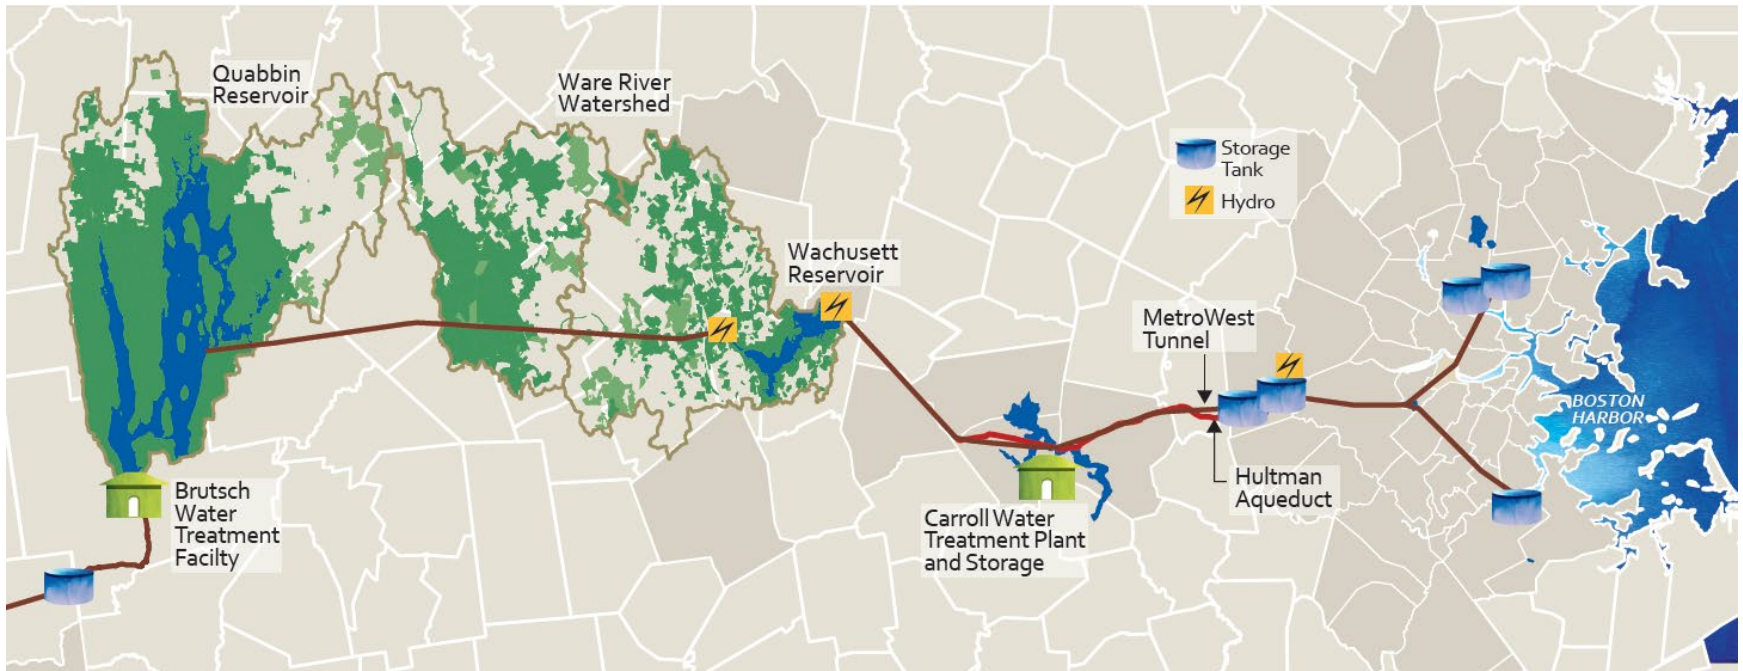 Quabbin
Reservoir
Ware River
Watershed
Storage
Tank
Hydro
Wachusett
Reservoir
MetroWest
Tunnel
BOSTON
HARBOR
Hultman
Aqueduct
Brutsch
Water
Treatment
Facilty
Carroll Water
Treatment Plant
and Storage